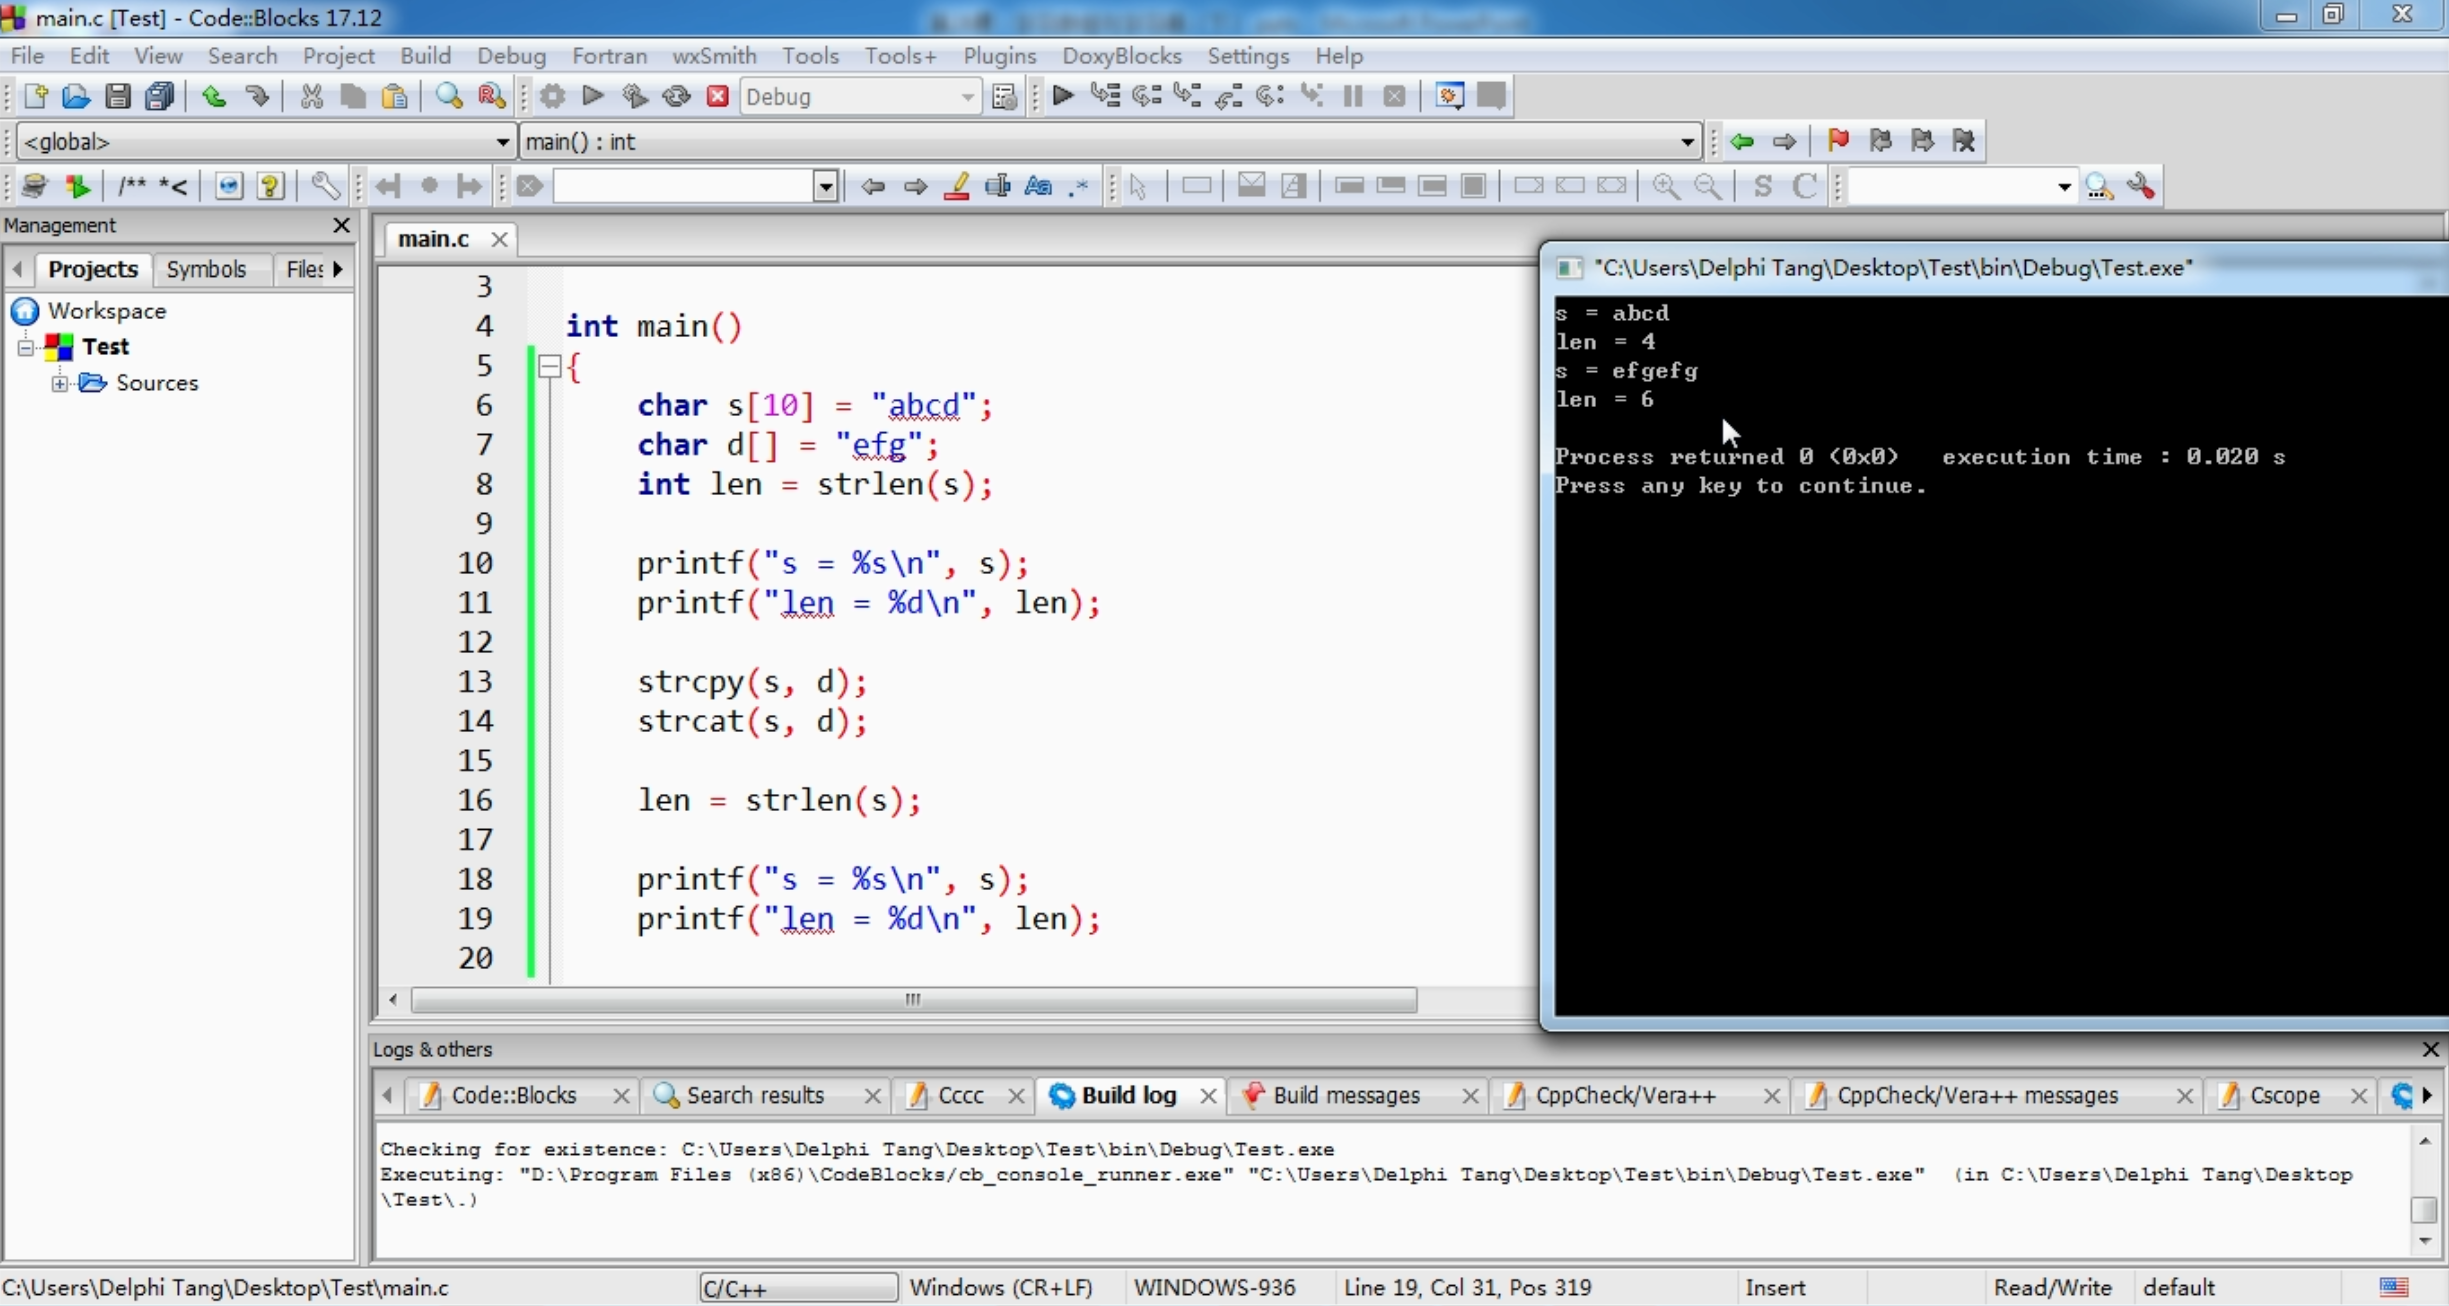 main.c [Test] - Code::Blocks 17.12
File Edit View Search Project Build Debug Fortran wxSmith Tools Tools+ Plugins DoxyBlocks Settings Help
Debug
<global> main() : int
/** *<
S C
Management
Projects Symbols Files
Workspace
Test
Sources
main.c
3
4 int main()
5 {
6 char s[10] = "abcd";
7 char d[] = "efg";
8 int len = strlen(s);
9
10 printf("s = %s\n", s);
11 printf("len = %d\n", len);
12
13 strcpy(s, d);
14 strcat(s, d);
15
16 len = strlen(s);
17
18 printf("s = %s\n", s);
19 printf("len = %d\n", len);
20
"C:\Users\Delphi Tang\Desktop\Test\bin\Debug\Test.exe"
s = abcd
len = 4
s = efgefg
len = 6
Process returned 0 (0x0) execution time : 0.020 s
Press any key to continue.
Logs & others
Code::Blocks Search results Cccc Build log Build messages CppCheck/Vera++ CppCheck/Vera++ messages Cscope
Checking for existence: C:\Users\Delphi Tang\Desktop\Test\bin\Debug\Test.exe
Executing: "D:\Program Files (x86)\CodeBlocks/cb_console_runner.exe" "C:\Users\Delphi Tang\Desktop\Test\bin\Debug\Test.exe" (in C:\Users\Delphi Tang\Desktop
\Test\.)
C:\Users\Delphi Tang\Desktop\Test\main.c C/C++ Windows (CR+LF) WINDOWS-936 Line 19, Col 31, Pos 319 Insert Read/Write default